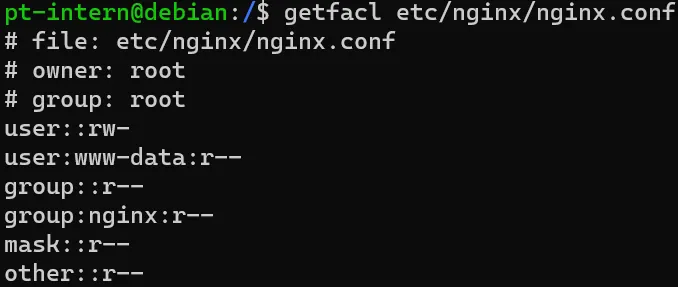 pt-intern@debian:/$ getfacl etc/nginx/nginx.conf
# file: etc/nginx/nginx.conf
# owner: root
# group: root
user::rw-
user:www-data:r--
group::r--
group:nginx:r--
mask::r--
other::r--